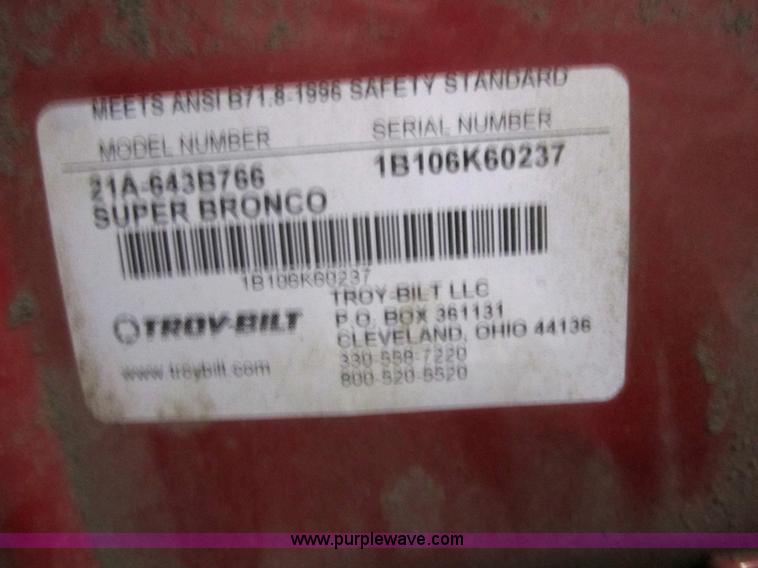 MEETS ANSI B71.8-1996 SAFETY STANDARD
MODEL NUMBER SERIAL NUMBER
21A-643B766 1B106K60237
SUPER BRONCO
1B106K60237
TROY-BILT
www.troybilt.com
TROY-BILT LLC
P.O. BOX 361131
CLEVELAND, OHIO 44136
330-558-7220
800-520-5520
www.purplewave.com